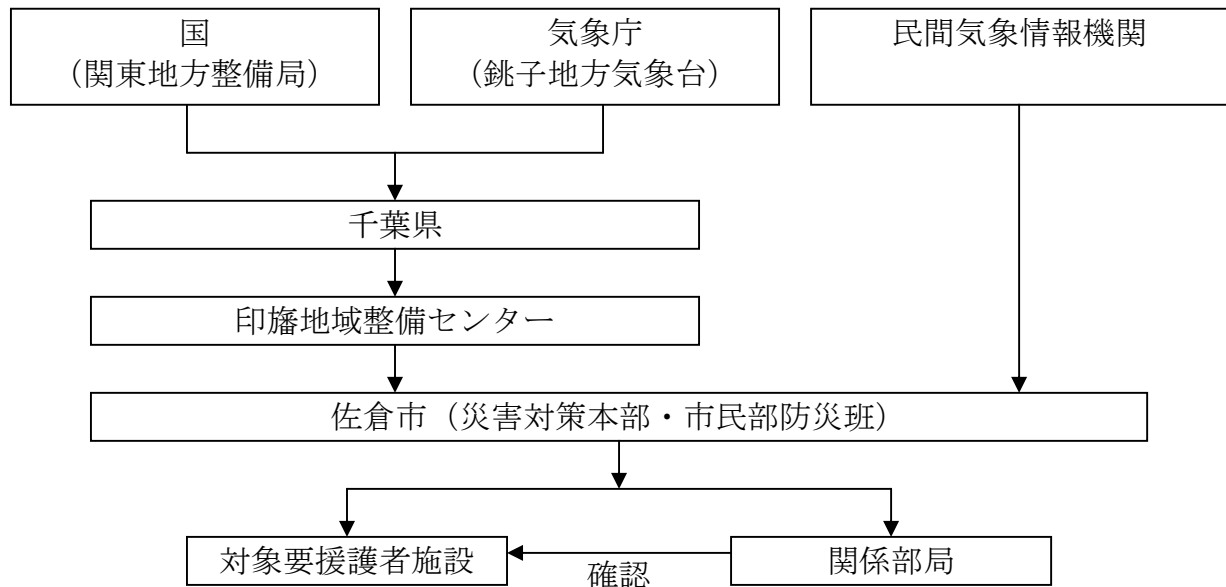 国
（関東地方整備局）
気象庁
（銚子地方気象台）
民間気象情報機関
千葉県
印旛地域整備センター
佐倉市（災害対策本部・市民部防災班）
対象要援護者施設
確認
関係部局